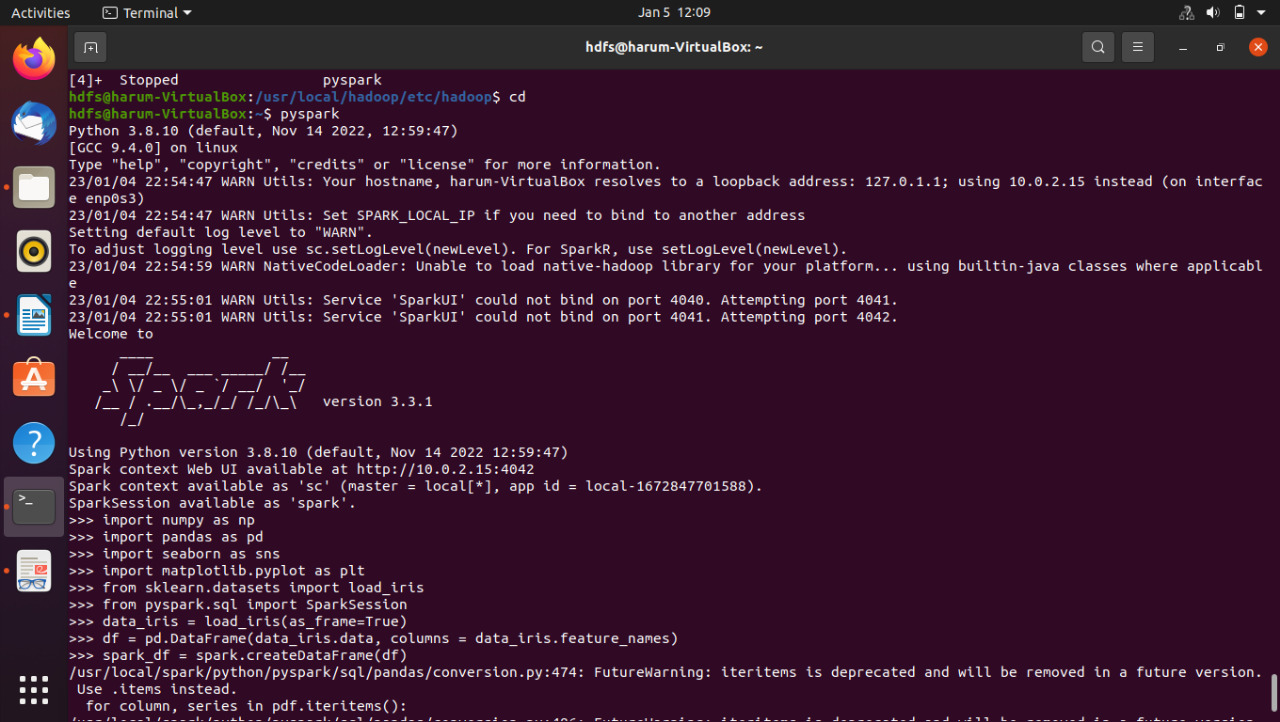 Activities
Terminal
Jan 5 12:09
hdfs@harum-VirtualBox: ~
[4]+  Stopped                 pyspark
hdfs@harum-VirtualBox:/usr/local/hadoop/etc/hadoop$ cd
hdfs@harum-VirtualBox:~$ pyspark
Python 3.8.10 (default, Nov 14 2022, 12:59:47)
[GCC 9.4.0] on linux
Type "help", "copyright", "credits" or "license" for more information.
23/01/04 22:54:47 WARN Utils: Your hostname, harum-VirtualBox resolves to a loopback address: 127.0.1.1; using 10.0.2.15 instead (on interfac
e enp0s3)
23/01/04 22:54:47 WARN Utils: Set SPARK_LOCAL_IP if you need to bind to another address
Setting default log level to "WARN".
To adjust logging level use sc.setLogLevel(newLevel). For SparkR, use setLogLevel(newLevel).
23/01/04 22:54:59 WARN NativeCodeLoader: Unable to load native-hadoop library for your platform... using builtin-java classes where applicabl
e
23/01/04 22:55:01 WARN Utils: Service 'SparkUI' could not bind on port 4040. Attempting port 4041.
23/01/04 22:55:01 WARN Utils: Service 'SparkUI' could not bind on port 4041. Attempting port 4042.
Welcome to
      ____              __
     / __/__  ___ _____/ /__
    _\ \/ _ \/ _ `/ __/  '_/
   /__ / .__/\_,_/_/ /_/\_\   version 3.3.1
      /_/
Using Python version 3.8.10 (default, Nov 14 2022 12:59:47)
Spark context Web UI available at http://10.0.2.15:4042
Spark context available as 'sc' (master = local[*], app id = local-1672847701588).
SparkSession available as 'spark'.
>>> import numpy as np
>>> import pandas as pd
>>> import seaborn as sns
>>> import matplotlib.pyplot as plt
>>> from sklearn.datasets import load_iris
>>> from pyspark.sql import SparkSession
>>> data_iris = load_iris(as_frame=True)
>>> df = pd.DataFrame(data_iris.data, columns = data_iris.feature_names)
>>> spark_df = spark.createDataFrame(df)
/usr/local/spark/python/pyspark/sql/pandas/conversion.py:474: FutureWarning: iteritems is deprecated and will be removed in a future version.
 Use .items instead.
  for column, series in pdf.iteritems():